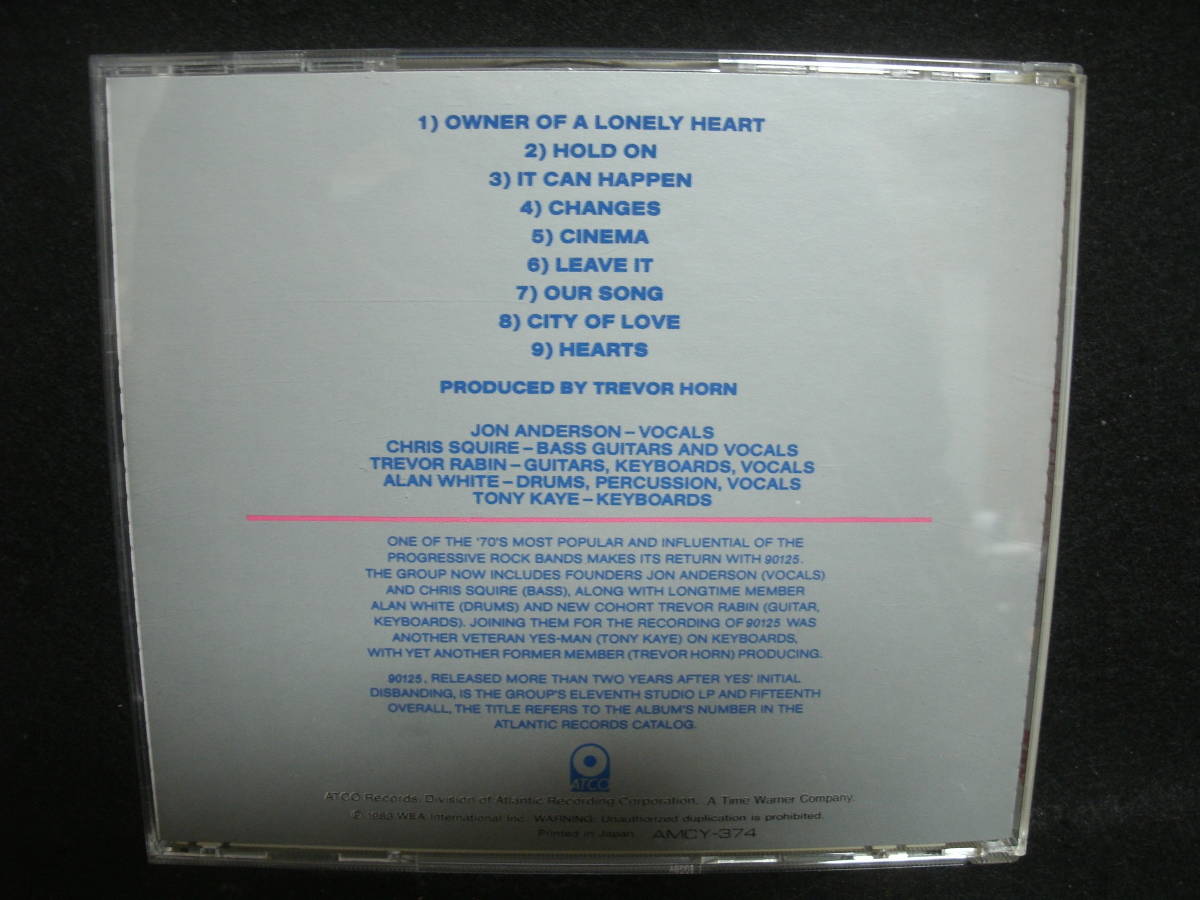 1) OWNER OF A LONELY HEART
2) HOLD ON
3) IT CAN HAPPEN
4) CHANGES
5) CINEMA
6) LEAVE IT
7) OUR SONG
8) CITY OF LOVE
9) HEARTS
PRODUCED BY TREVOR HORN
JON ANDERSON – VOCALS
CHRIS SQUIRE – BASS GUITARS AND VOCALS
TREVOR RABIN – GUITARS, KEYBOARDS, VOCALS
ALAN WHITE – DRUMS, PERCUSSION, VOCALS
TONY KAYE – KEYBOARDS
ONE OF THE '70'S MOST POPULAR AND INFLUENTIAL OF THE
PROGRESSIVE ROCK BANDS MAKES ITS RETURN WITH 90125.
THE GROUP NOW INCLUDES FOUNDERS JON ANDERSON (VOCALS)
AND CHRIS SQUIRE (BASS), ALONG WITH LONGTIME MEMBER
ALAN WHITE (DRUMS) AND NEW COHORT TREVOR RABIN (GUITAR,
KEYBOARDS). JOINING THEM FOR THE RECORDING OF 90125 WAS
ANOTHER VETERAN YES-MAN (TONY KAYE) ON KEYBOARDS,
WITH YET ANOTHER FORMER MEMBER (TREVOR HORN) PRODUCING.
90125, RELEASED MORE THAN TWO YEARS AFTER YES' INITIAL
DISBANDING, IS THE GROUP'S ELEVENTH STUDIO LP AND FIFTEENTH
OVERALL, THE TITLE REFERS TO THE ALBUM'S NUMBER IN THE
ATLANTIC RECORDS CATALOG.
ATCO
ATCO Records, Division of Atlantic Recording Corporation. A Time Warner Company.
℗ 1983 WEA International Inc. WARNING: Unauthorized duplication is prohibited.
Printed in Japan. AMCY-374